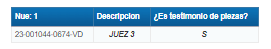 Nue: 1 Descripcion ¿Es testimonio de piezas?
23-001044-0674-VD JUEZ 3 S